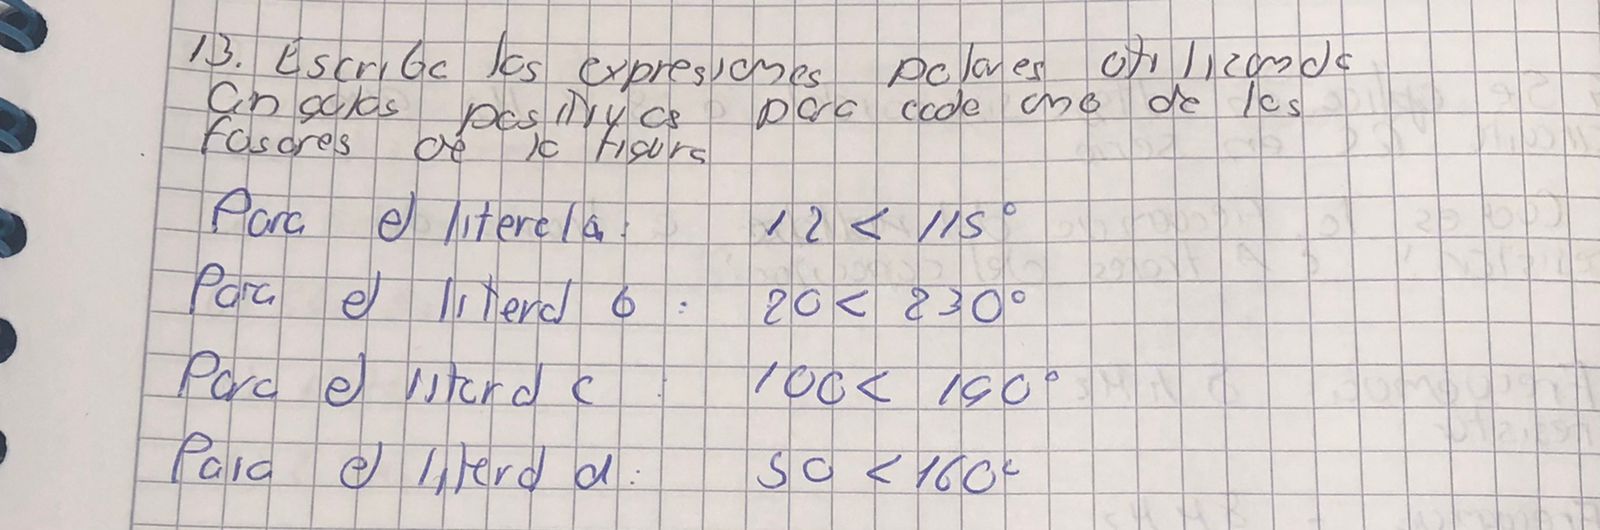 13. Escribe las expresiones polares utilizando
angulos positivos para cada uno de los
fasores de la figura
Para el literal a: 12 < 115°
Para el literal b: 20 < 230°
Para el literal c: 100 < 190°
Para el literal d: 50 < 160°